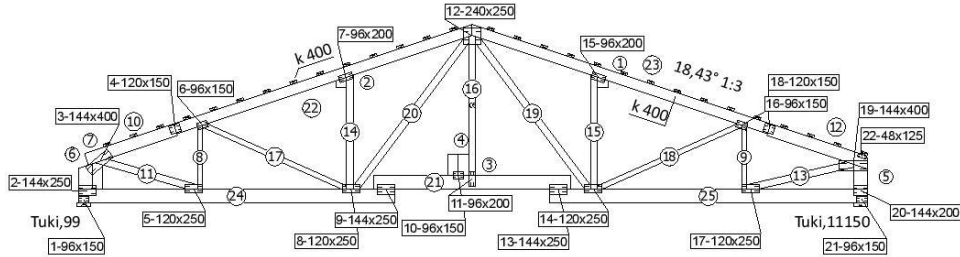 12-240x250
7-96x200
15-96x200
k 400
1
23
18,43° 1:3
4-120x150
6-96x150
2
18-120x150
16-96x150
3-144x400
10
22
16
20
19
k 400
19-144x400
12
22-48x125
7
6
8
14
4
15
9
11
17
3
18
13
5
2-144x250
21
24
25
11-96x200
Tuki,99
5-120x250
9-144x250
10-96x150
14-120x250
Tuki,11150
20-144x200
1-96x150
8-120x250
13-144x250
17-120x250
21-96x150